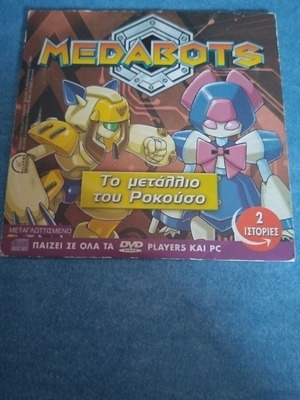 MEDABOTS
Το μετάλλιο
του Ροκούσο
2
ΙΣΤΟΡΙΕΣ
ΜΕΤΑΓΛΩΤΤΙΣΜΕΝΟ
ΠΑΙΖΕΙ ΣΕ ΟΛΑ ΤΑ DVD PLAYERS ΚΑΙ PC